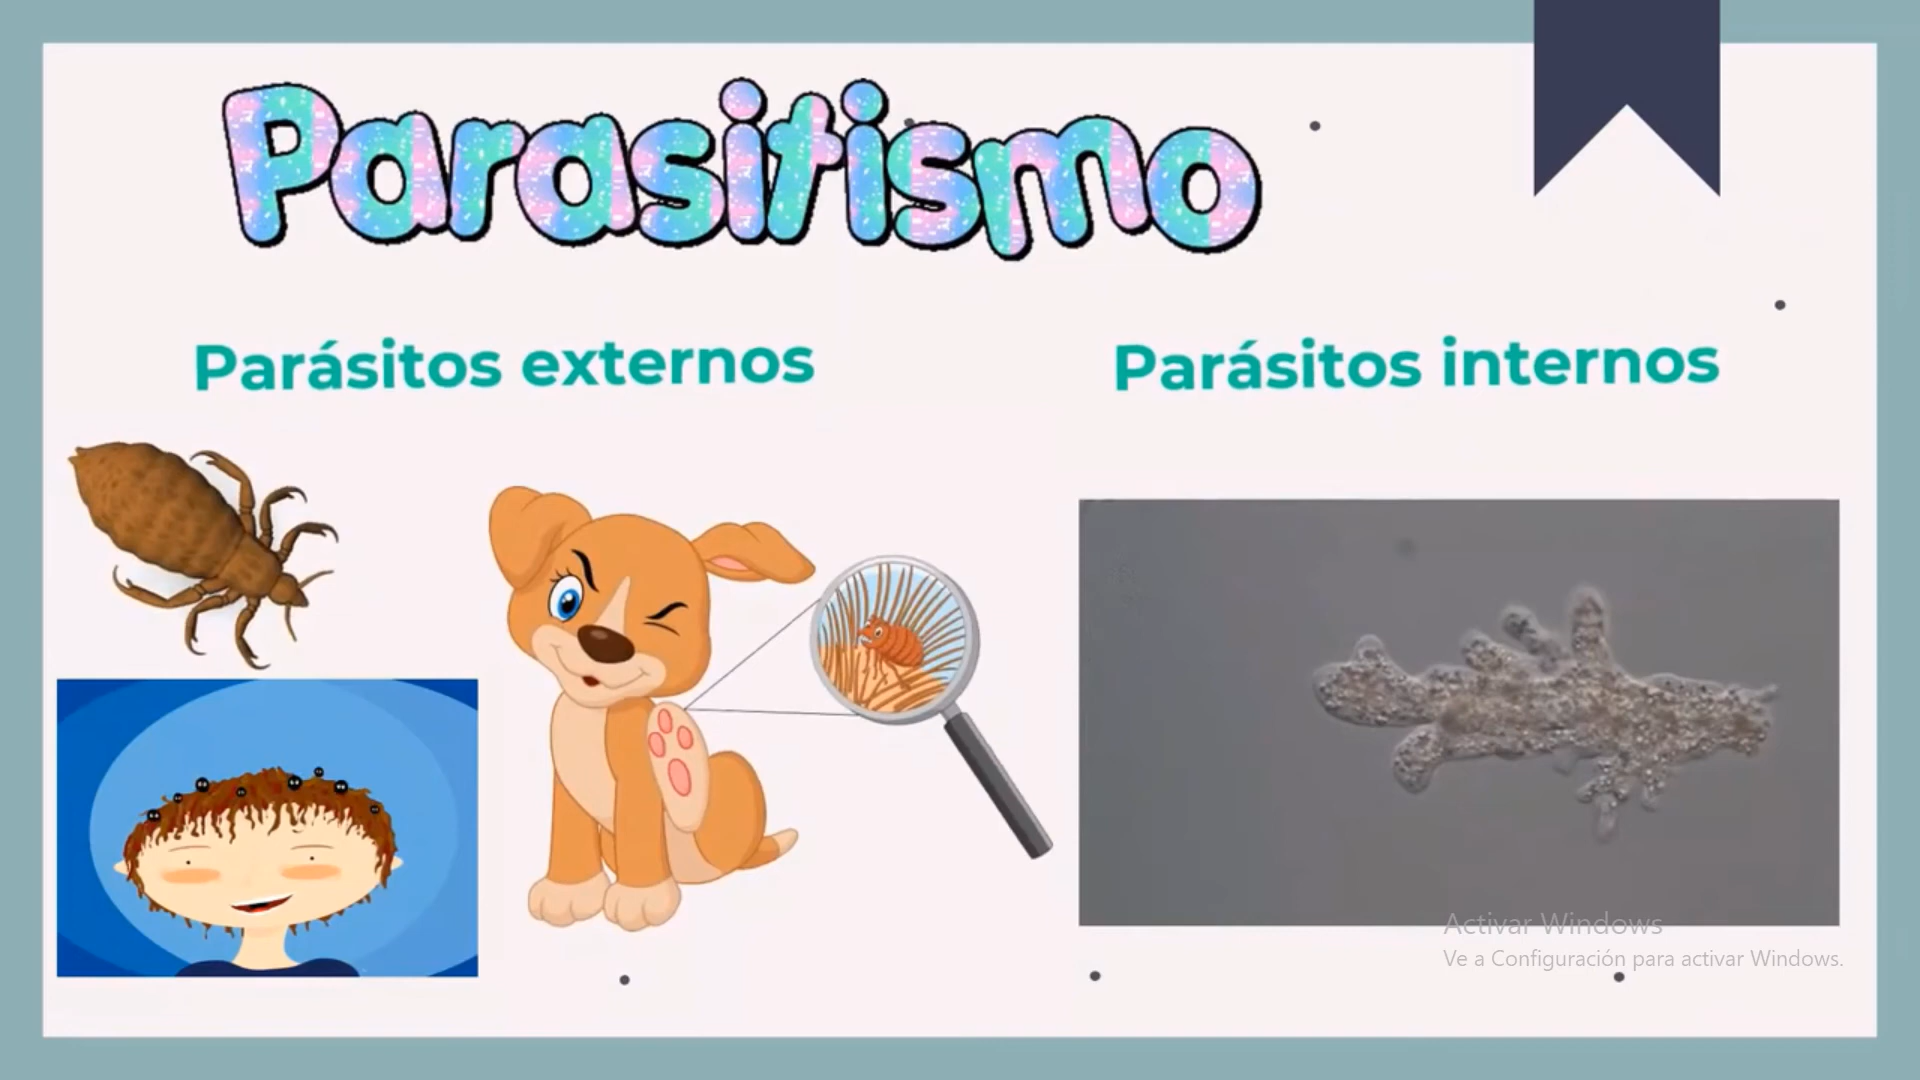 Parasitismo
Parásitos externos
Parásitos internos
Activar Windows
Ve a Configuración para activar Windows.